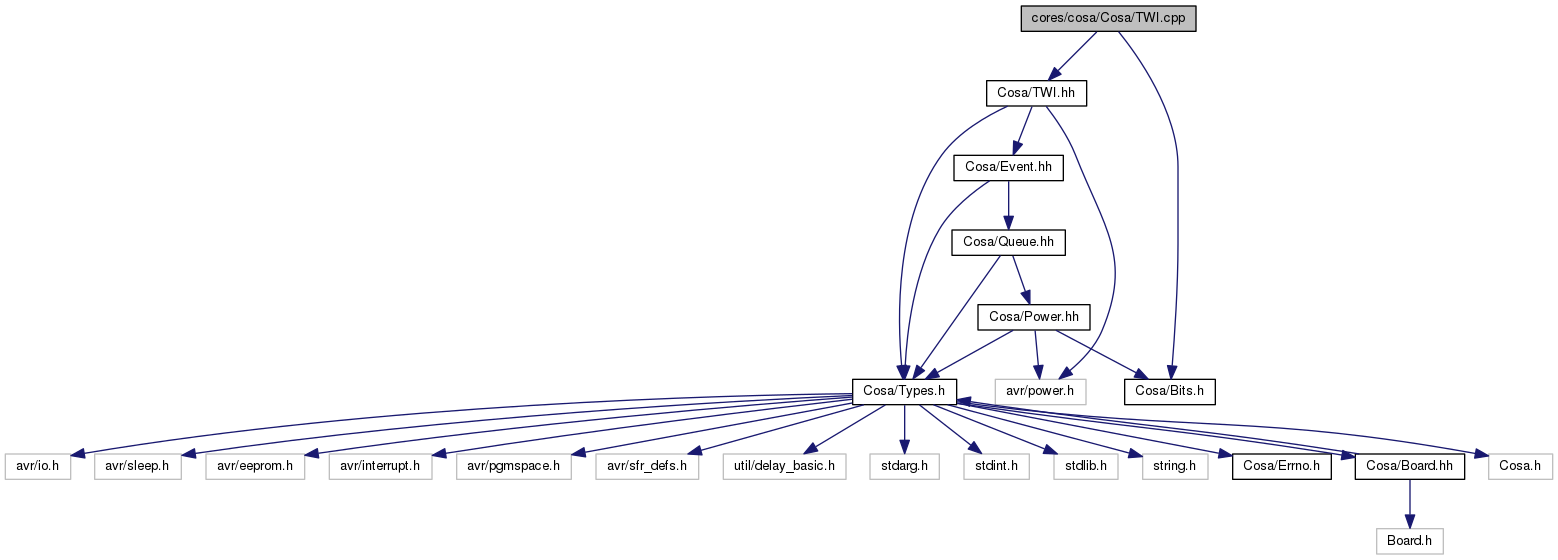 cores/cosa/Cosa/TWI.cpp
Cosa/TWI.hh
Cosa/Event.hh
Cosa/Queue.hh
Cosa/Power.hh
Cosa/Types.h
avr/power.h
Cosa/Bits.h
avr/io.h
avr/sleep.h
avr/eeprom.h
avr/interrupt.h
avr/pgmspace.h
avr/sfr_defs.h
util/delay_basic.h
stdarg.h
stdint.h
stdlib.h
string.h
Cosa/Errno.h
Cosa/Board.hh
Cosa.h
Board.h